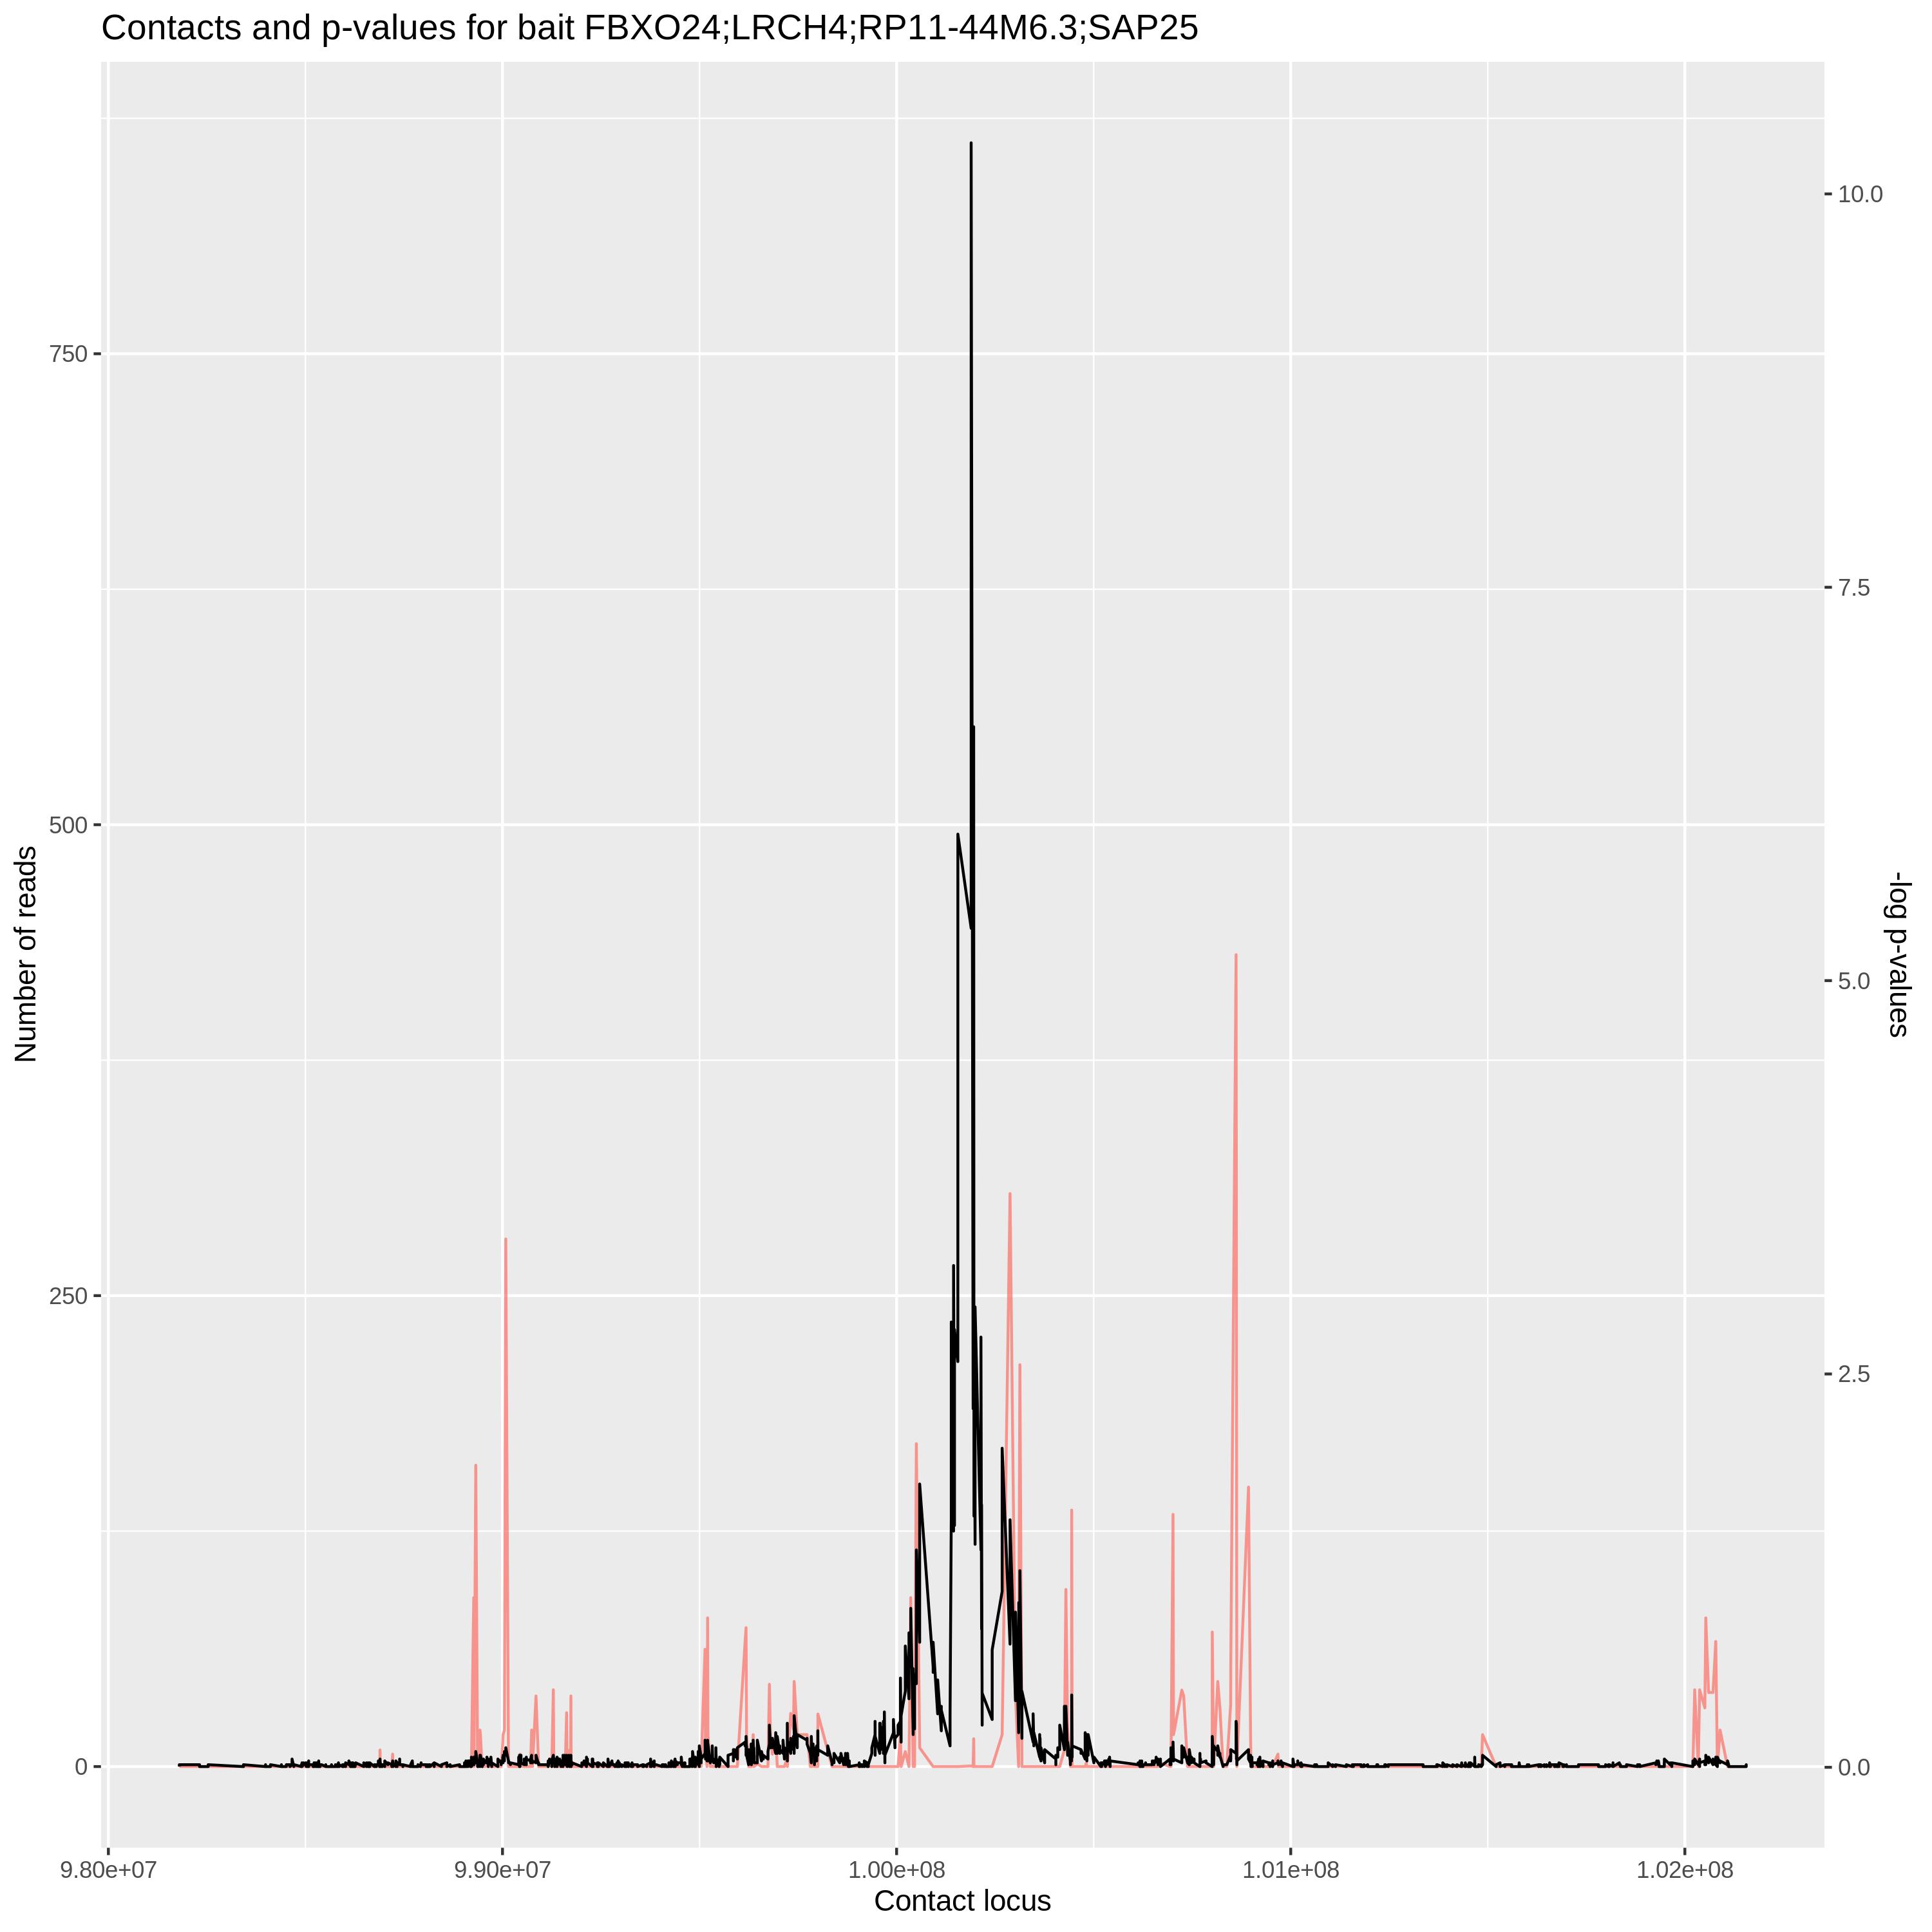 Contacts and p-values for bait FBXO24;LRCH4;RP11-44M6.3;SAP25
10.0
750
7.5
500
Number of reads
-log p-values
5.0
250
2.5
0
0.0
9.80e+07
9.90e+07
1.00e+08
1.01e+08
1.02e+08
Contact locus